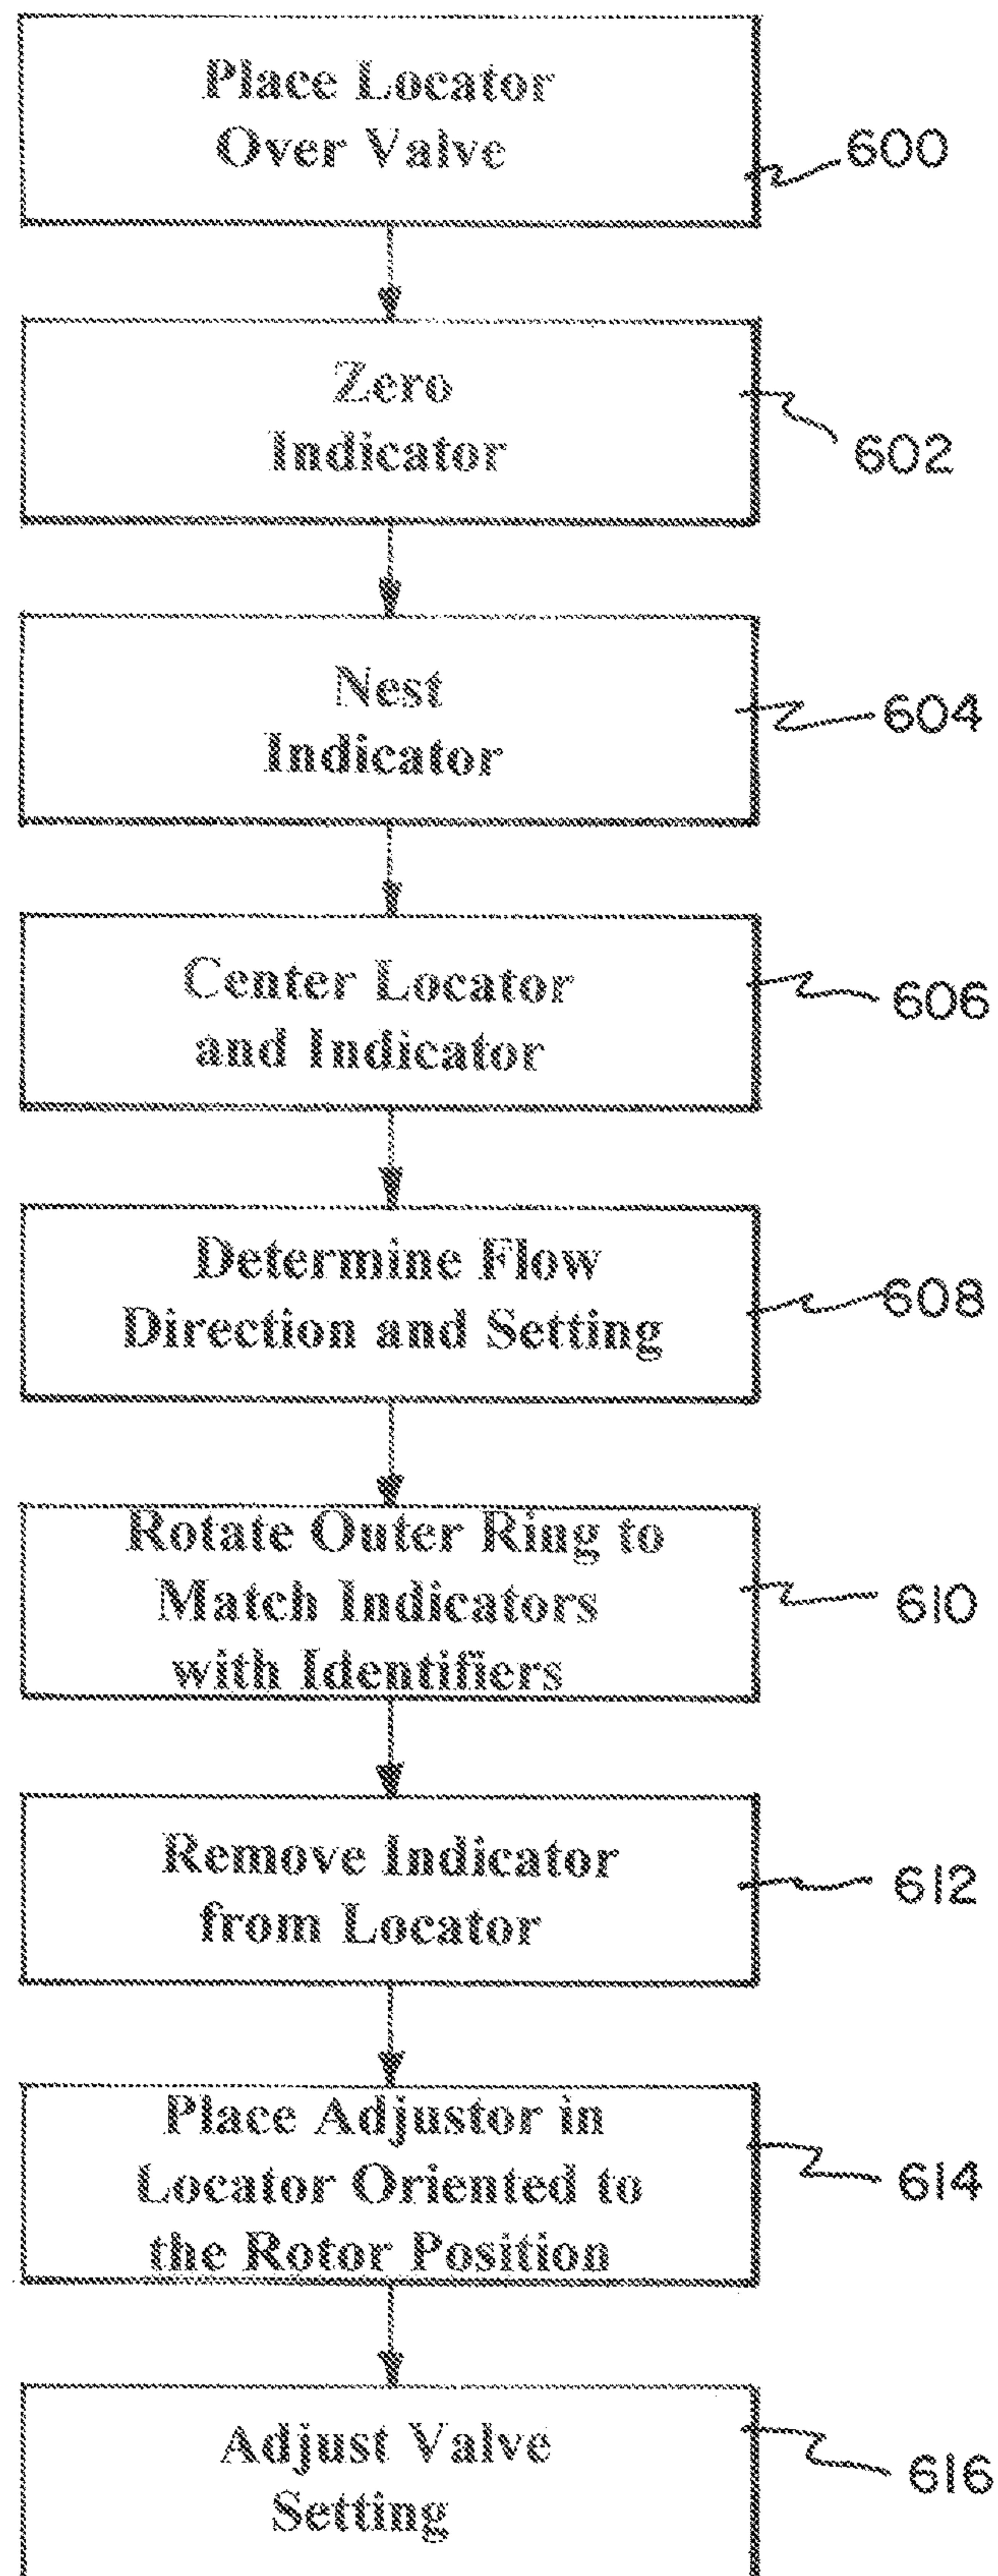 Place Locator
Over Valve
600
Zero
Indicator
602
Nest
Indicator
604
Center Locator
and Indicator
606
Determine Flow
Direction and Setting
608
Rotate Outer Ring to
Match Indicators
with Identifiers
610
Remove Indicator
from Locator
612
Place Adjustor in
Locator Oriented to
the Rotor Position
614
Adjust Valve
Setting
616